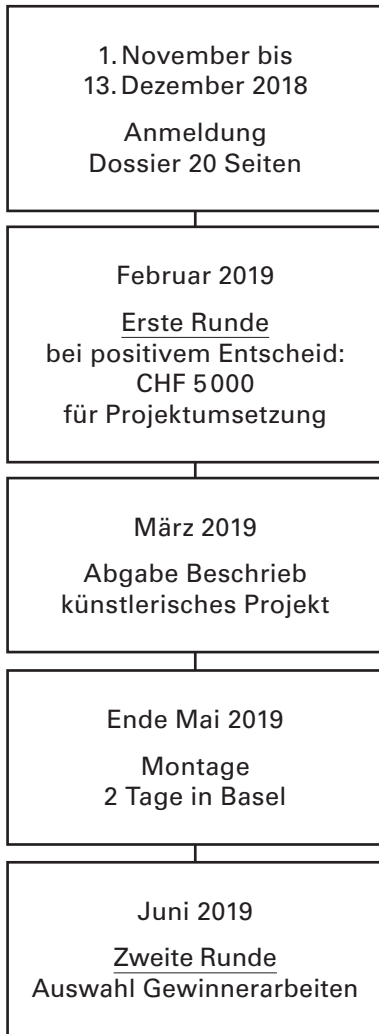 1. November bis
13. Dezember 2018
Anmeldung
Dossier 20 Seiten
Februar 2019
Erste Runde
bei positivem Entscheid:
CHF 5 000
für Projektumsetzung
März 2019
Abgabe Beschrieb
künstlerisches Projekt
Ende Mai 2019
Montage
2 Tage in Basel
Juni 2019
Zweite Runde
Auswahl Gewinnerarbeiten